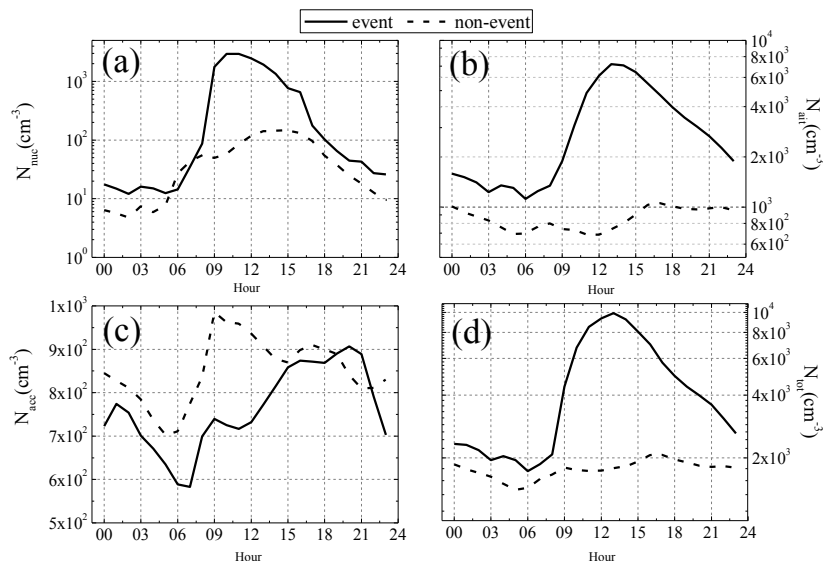 event non-event
(a)
10³
10²
10¹
10⁰
N_nuc(cm⁻³)
00 03 06 09 12 15 18 21 24
Hour
(b)
10⁴
8x10³
6x10³
4x10³
2x10³
10³
8x10²
6x10²
N_ait(cm⁻³)
00 03 06 09 12 15 18 21 24
Hour
(c)
1x10³
9x10²
8x10²
7x10²
6x10²
5x10²
N_acc(cm⁻³)
00 03 06 09 12 15 18 21 24
Hour
(d)
10⁴
8x10³
6x10³
4x10³
2x10³
N_tot(cm⁻³)
00 03 06 09 12 15 18 21 24
Hour